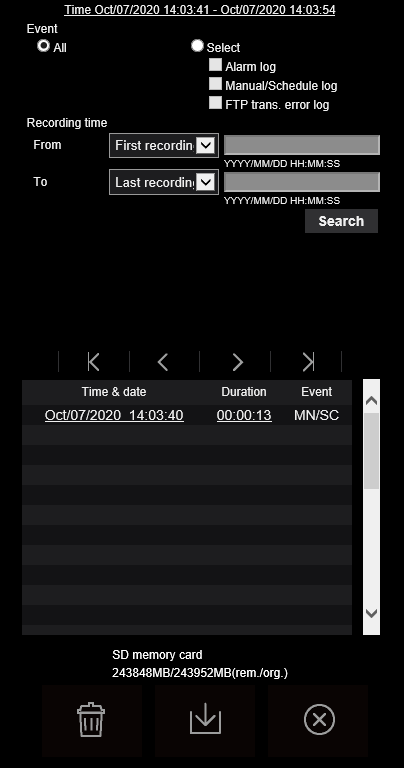 Time Oct/07/2020 14:03:41 - Oct/07/2020 14:03:54
Event
All Select
Alarm log
Manual/Schedule log
FTP trans. error log
Recording time
From First recordin
YYYY/MM/DD HH:MM:SS
To Last recording
YYYY/MM/DD HH:MM:SS
Search
Time & date Duration Event
Oct/07/2020 14:03:40 00:00:13 MN/SC
SD memory card
243848MB/243952MB(rem./org.)